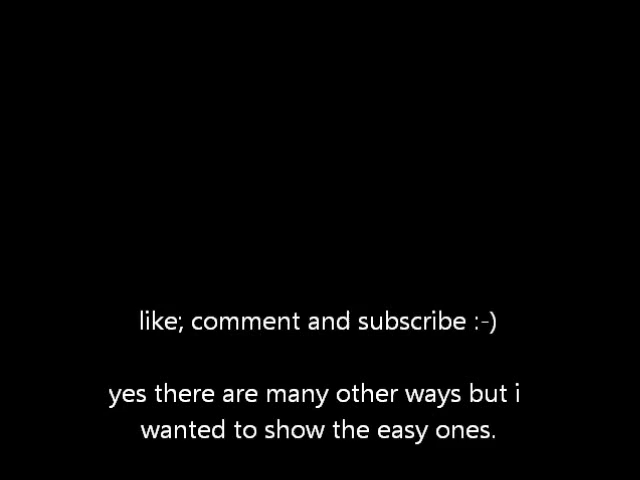 like; comment and subscribe :-)
yes there are many other ways but i
wanted to show the easy ones.